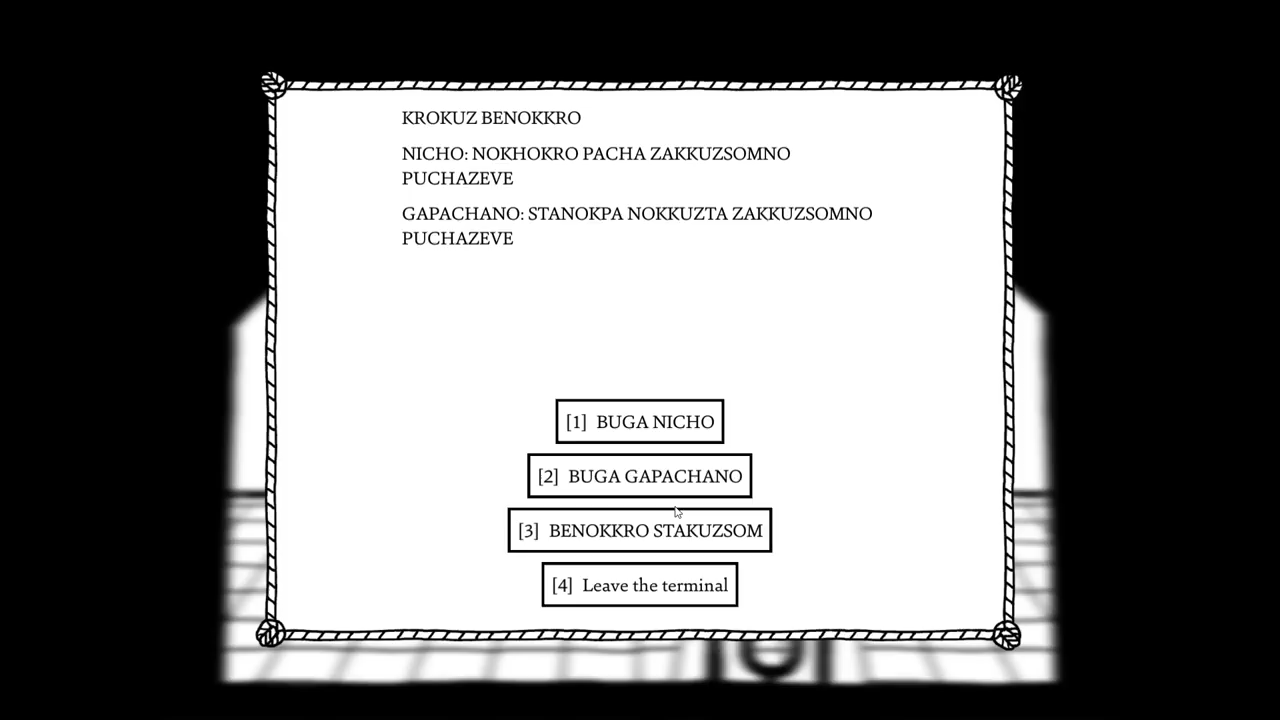 KROKUZ BENOKKRO
NICHO: NOKHOKRO PACHA ZAKKUZSOMNO
PUCHAZEVE
GAPACHANO: STANOKPA NOKKUZTA ZAKKUZSOMNO
PUCHAZEVE
[1] BUGA NICHO
[2] BUGA GAPACHANO
[3] BENOKKRO STAKUZSOM
[4] Leave the terminal